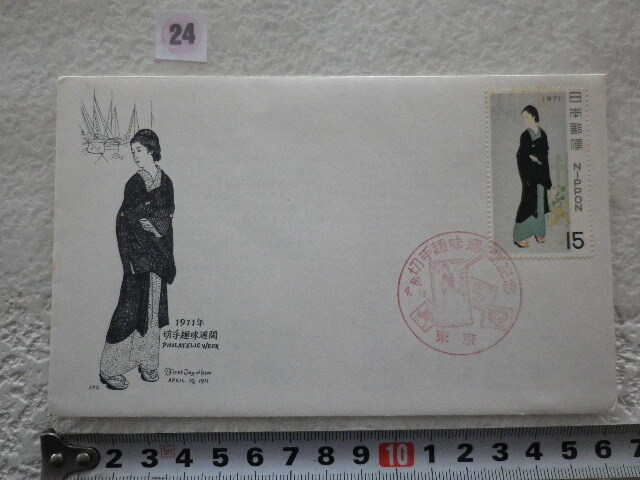 24
1971
日本郵便
NIPPON
15
切手趣味週間記念
東京
1971年
切手趣味週間
PHILATELIC WEEK
First Day of Issue
APRIL 19, 1971
2 3 4 5 6 7 8 9 10 1 2 3 4 5 6